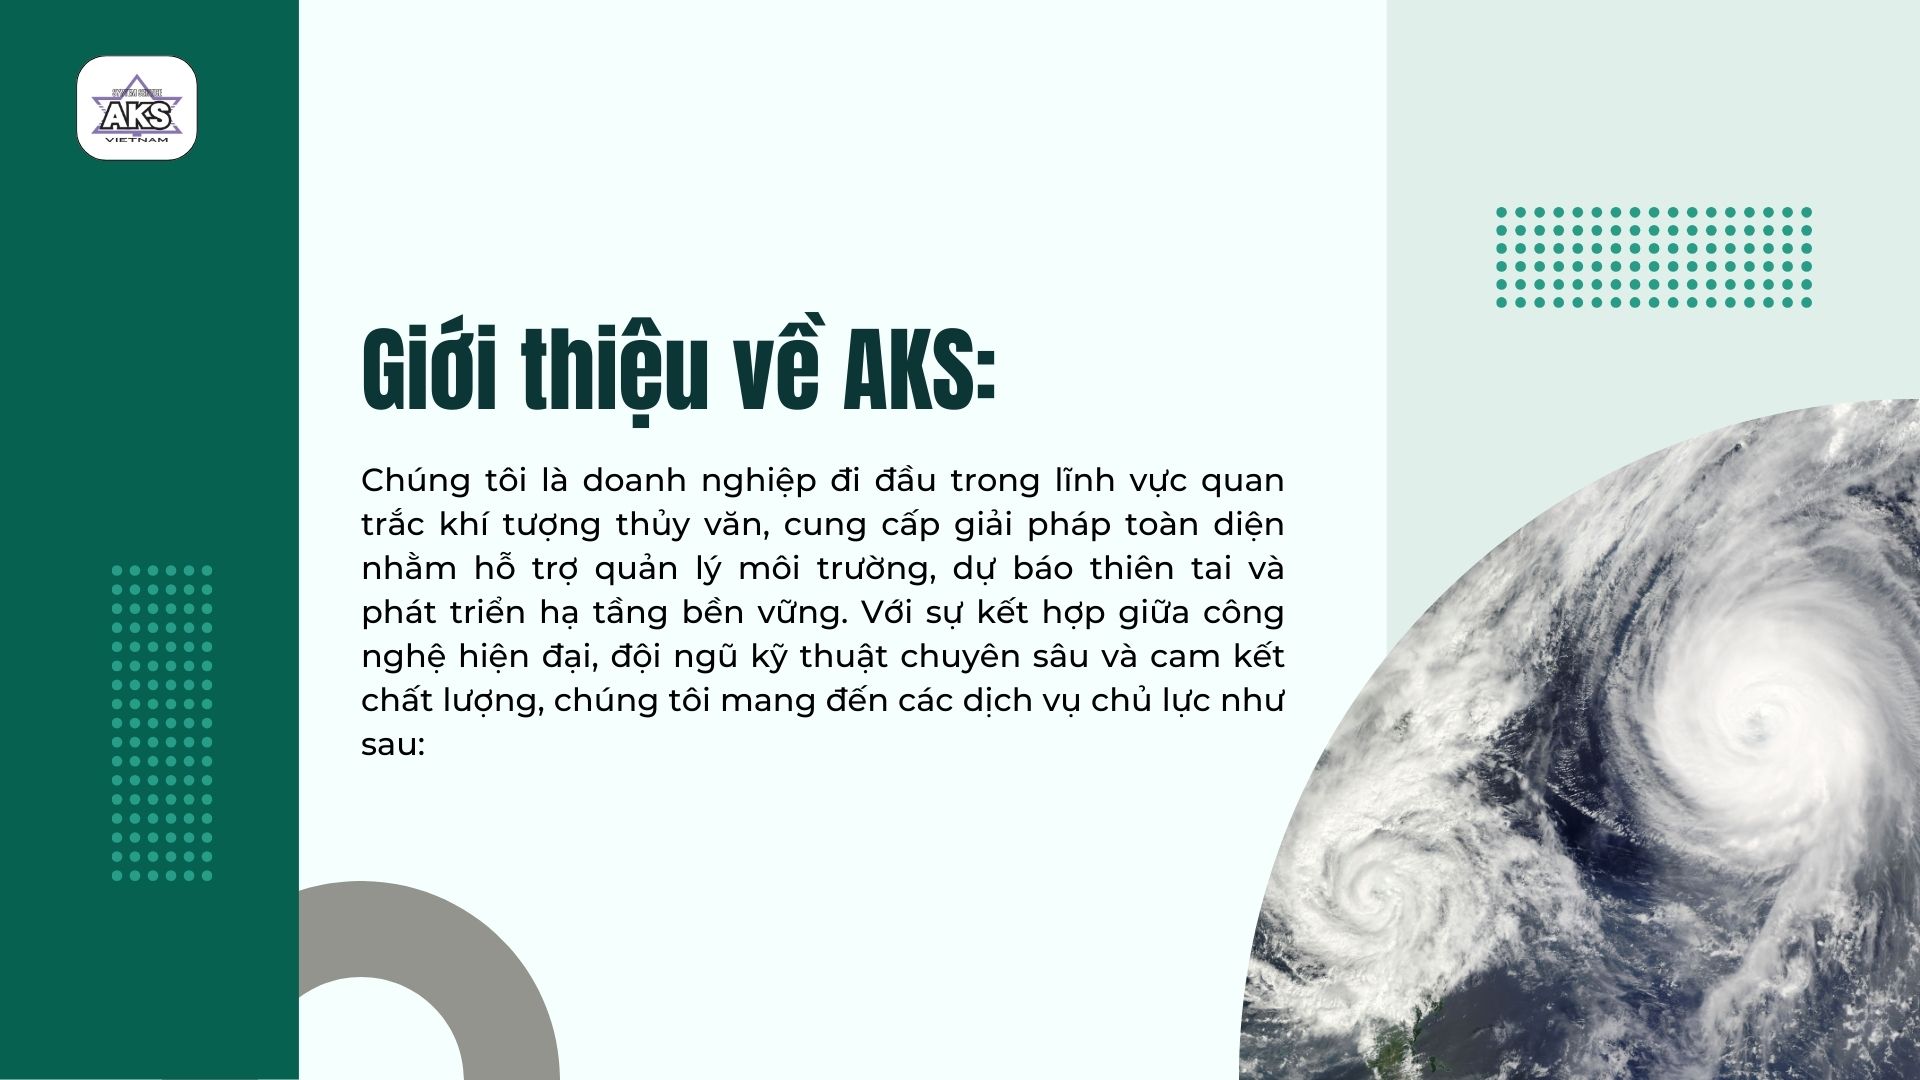 AKS
VIETNAM
Giới thiệu về AKS:
Chúng tôi là doanh nghiệp đi đầu trong lĩnh vực quan
trắc khí tượng thủy văn, cung cấp giải pháp toàn diện
nhằm hỗ trợ quản lý môi trường, dự báo thiên tai và
phát triển hạ tầng bền vững. Với sự kết hợp giữa công
nghệ hiện đại, đội ngũ kỹ thuật chuyên sâu và cam kết
chất lượng, chúng tôi mang đến các dịch vụ chủ lực như
sau: